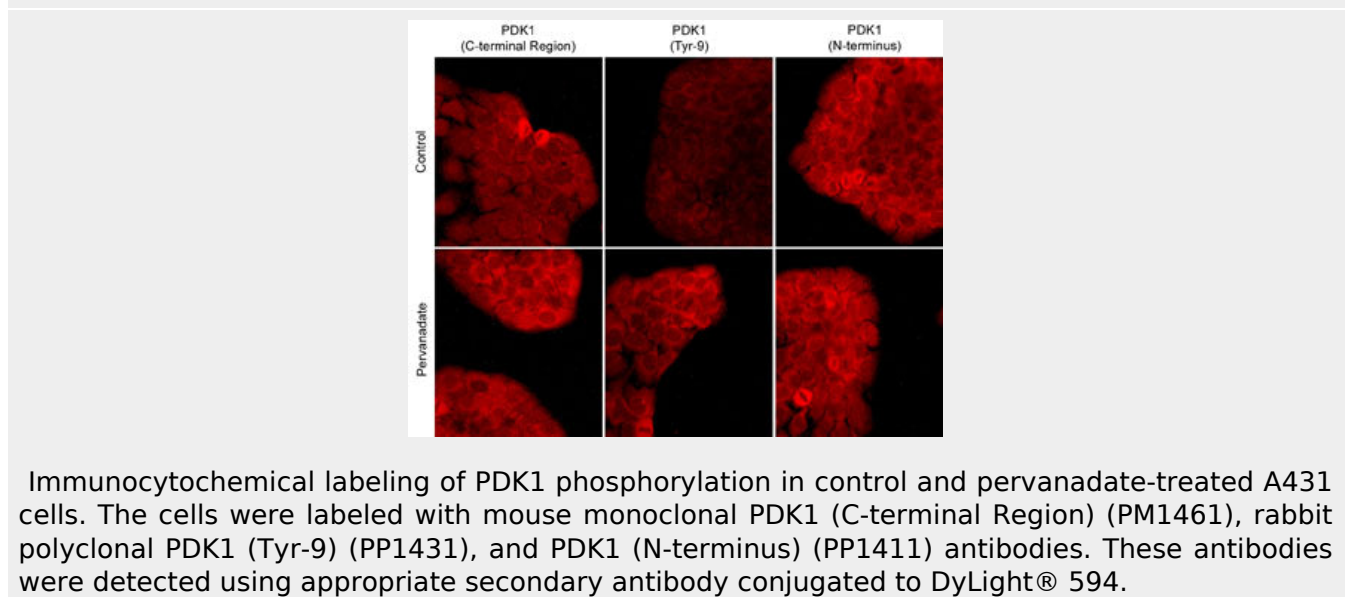 PDK1
(C-terminal Region)
PDK1
(Tyr-9)
PDK1
(N-terminus)
Control
Pervanadate
Immunocytochemical labeling of PDK1 phosphorylation in control and pervanadate-treated A431
cells. The cells were labeled with mouse monoclonal PDK1 (C-terminal Region) (PM1461), rabbit
polyclonal PDK1 (Tyr-9) (PP1431), and PDK1 (N-terminus) (PP1411) antibodies. These antibodies
were detected using appropriate secondary antibody conjugated to DyLight® 594.